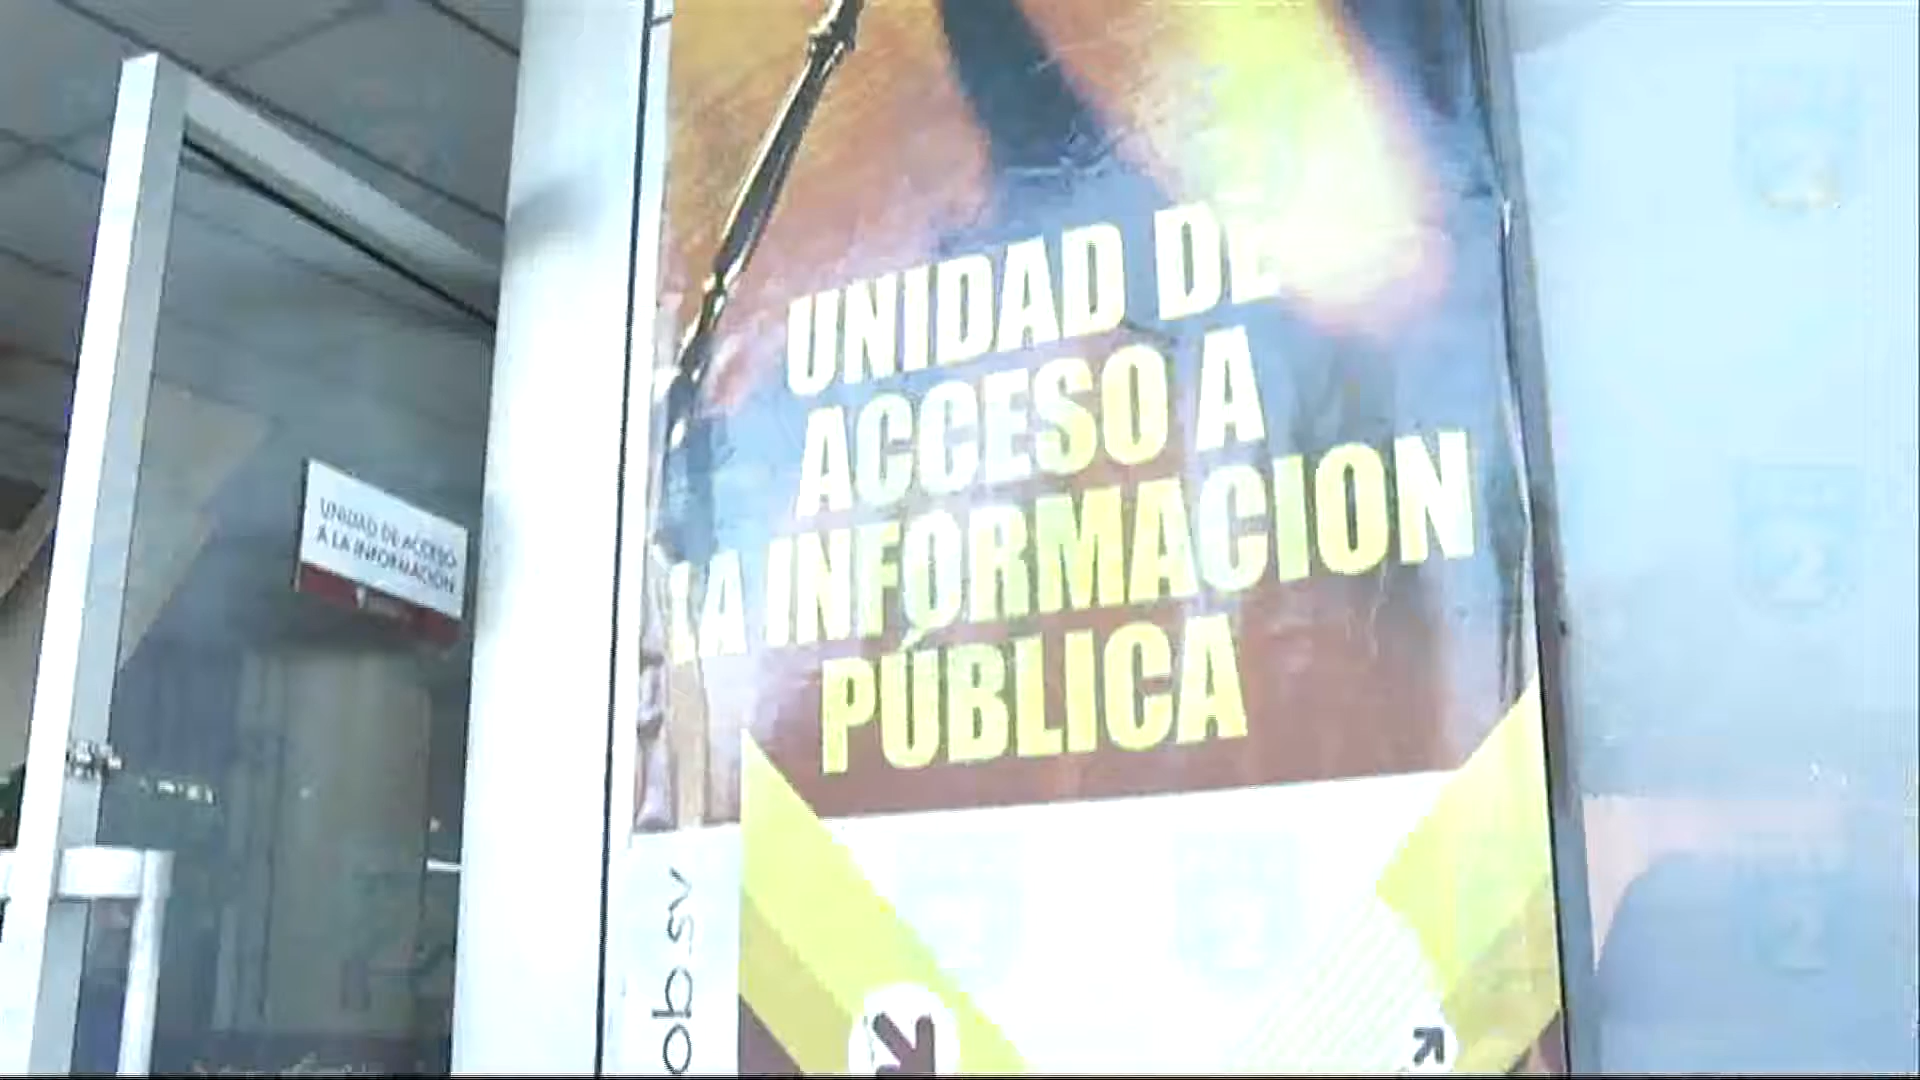 UNIDAD DE ACCESO
A LA INFORMACIÓN
UNIDAD DE
ACCESO A
LA INFORMACION
PÚBLICA
ob.sv